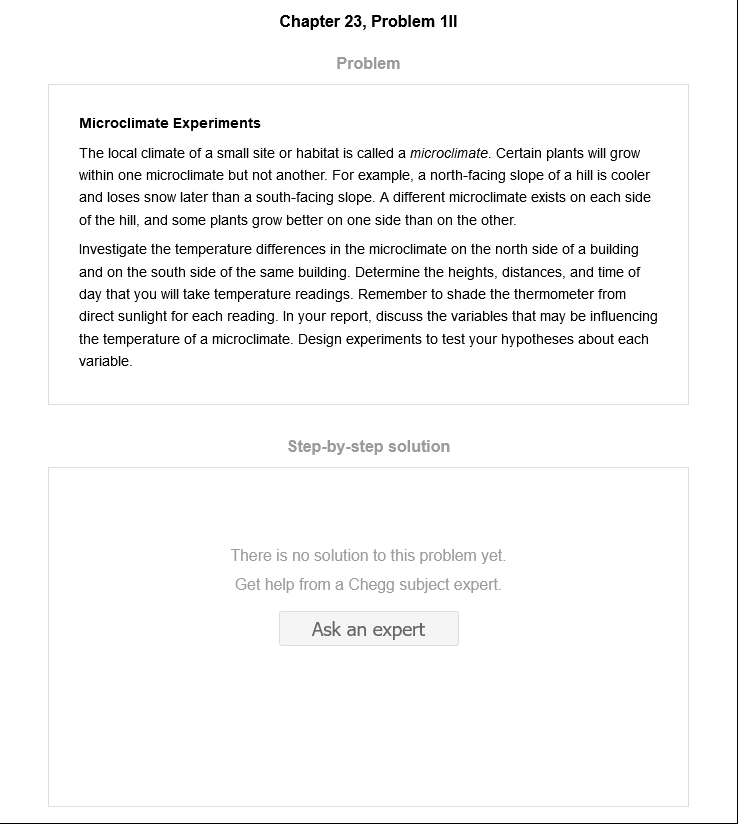 Chapter 23, Problem 1II
Problem
Microclimate Experiments
The local climate of a small site or habitat is called a microclimate. Certain plants will grow
within one microclimate but not another. For example, a north-facing slope of a hill is cooler
and loses snow later than a south-facing slope. A different microclimate exists on each side
of the hill, and some plants grow better on one side than on the other.
Investigate the temperature differences in the microclimate on the north side of a building
and on the south side of the same building. Determine the heights, distances, and time of
day that you will take temperature readings. Remember to shade the thermometer from
direct sunlight for each reading. In your report, discuss the variables that may be influencing
the temperature of a microclimate. Design experiments to test your hypotheses about each
variable.
Step-by-step solution
There is no solution to this problem yet.
Get help from a Chegg subject expert.
Ask an expert